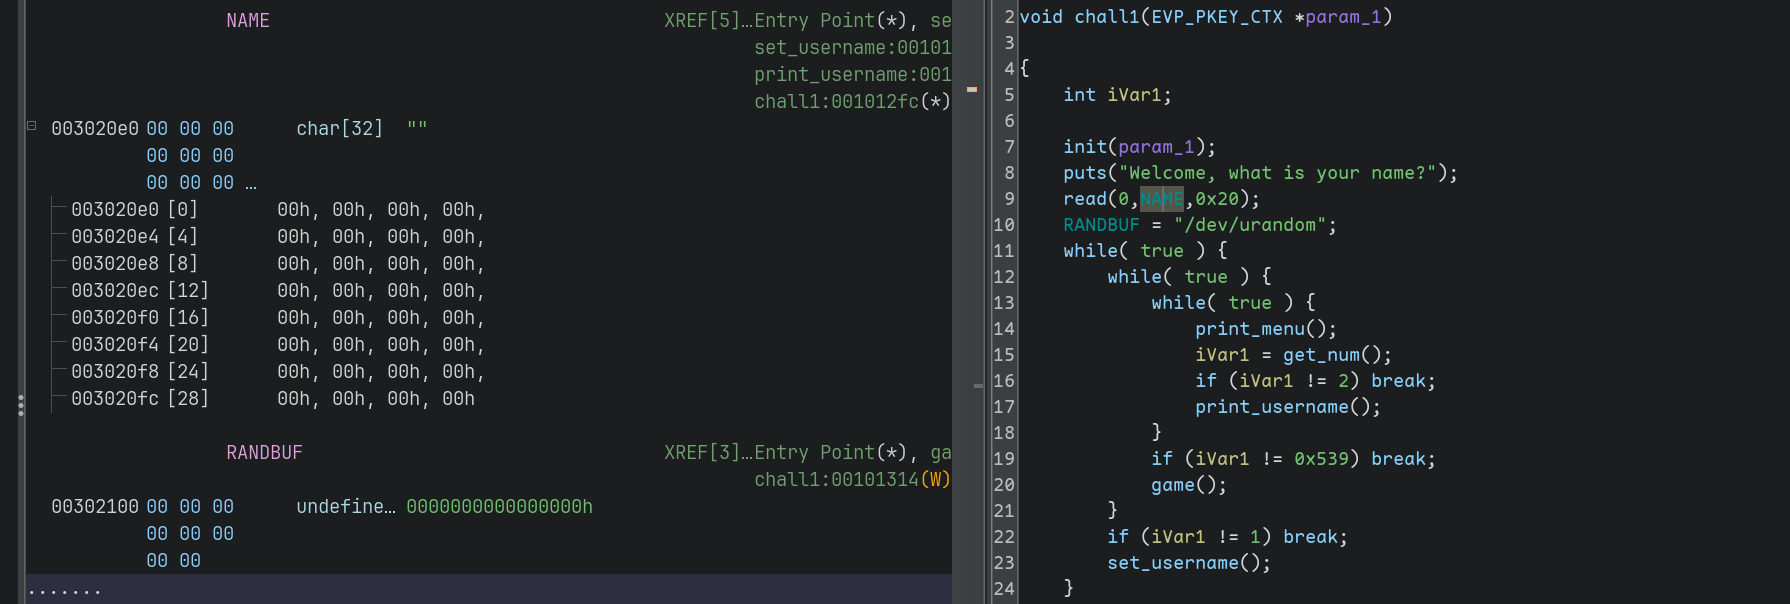 NAME XREF[5]…Entry Point(*), se
set_username:00101
print_username:001
chall1:001012fc(*)
003020e0 00 00 00 char[32] ""
00 00 00
00 00 00 …
003020e0 [0] 00h, 00h, 00h, 00h,
003020e4 [4] 00h, 00h, 00h, 00h,
003020e8 [8] 00h, 00h, 00h, 00h,
003020ec [12] 00h, 00h, 00h, 00h,
003020f0 [16] 00h, 00h, 00h, 00h,
003020f4 [20] 00h, 00h, 00h, 00h,
003020f8 [24] 00h, 00h, 00h, 00h,
003020fc [28] 00h, 00h, 00h, 00h
RANDBUF XREF[3]…Entry Point(*), ga
chall1:00101314(W)
00302100 00 00 00 undefine… 0000000000000000h
00 00 00
00 00
.......
2 void chall1(EVP_PKEY_CTX *param_1)
3
4 {
5 int iVar1;
6
7 init(param_1);
8 puts("Welcome, what is your name?");
9 read(0,NAME,0x20);
10 RANDBUF = "/dev/urandom";
11 while( true ) {
12 while( true ) {
13 while( true ) {
14 print_menu();
15 iVar1 = get_num();
16 if (iVar1 != 2) break;
17 print_username();
18 }
19 if (iVar1 != 0x539) break;
20 game();
21 }
22 if (iVar1 != 1) break;
23 set_username();
24 }